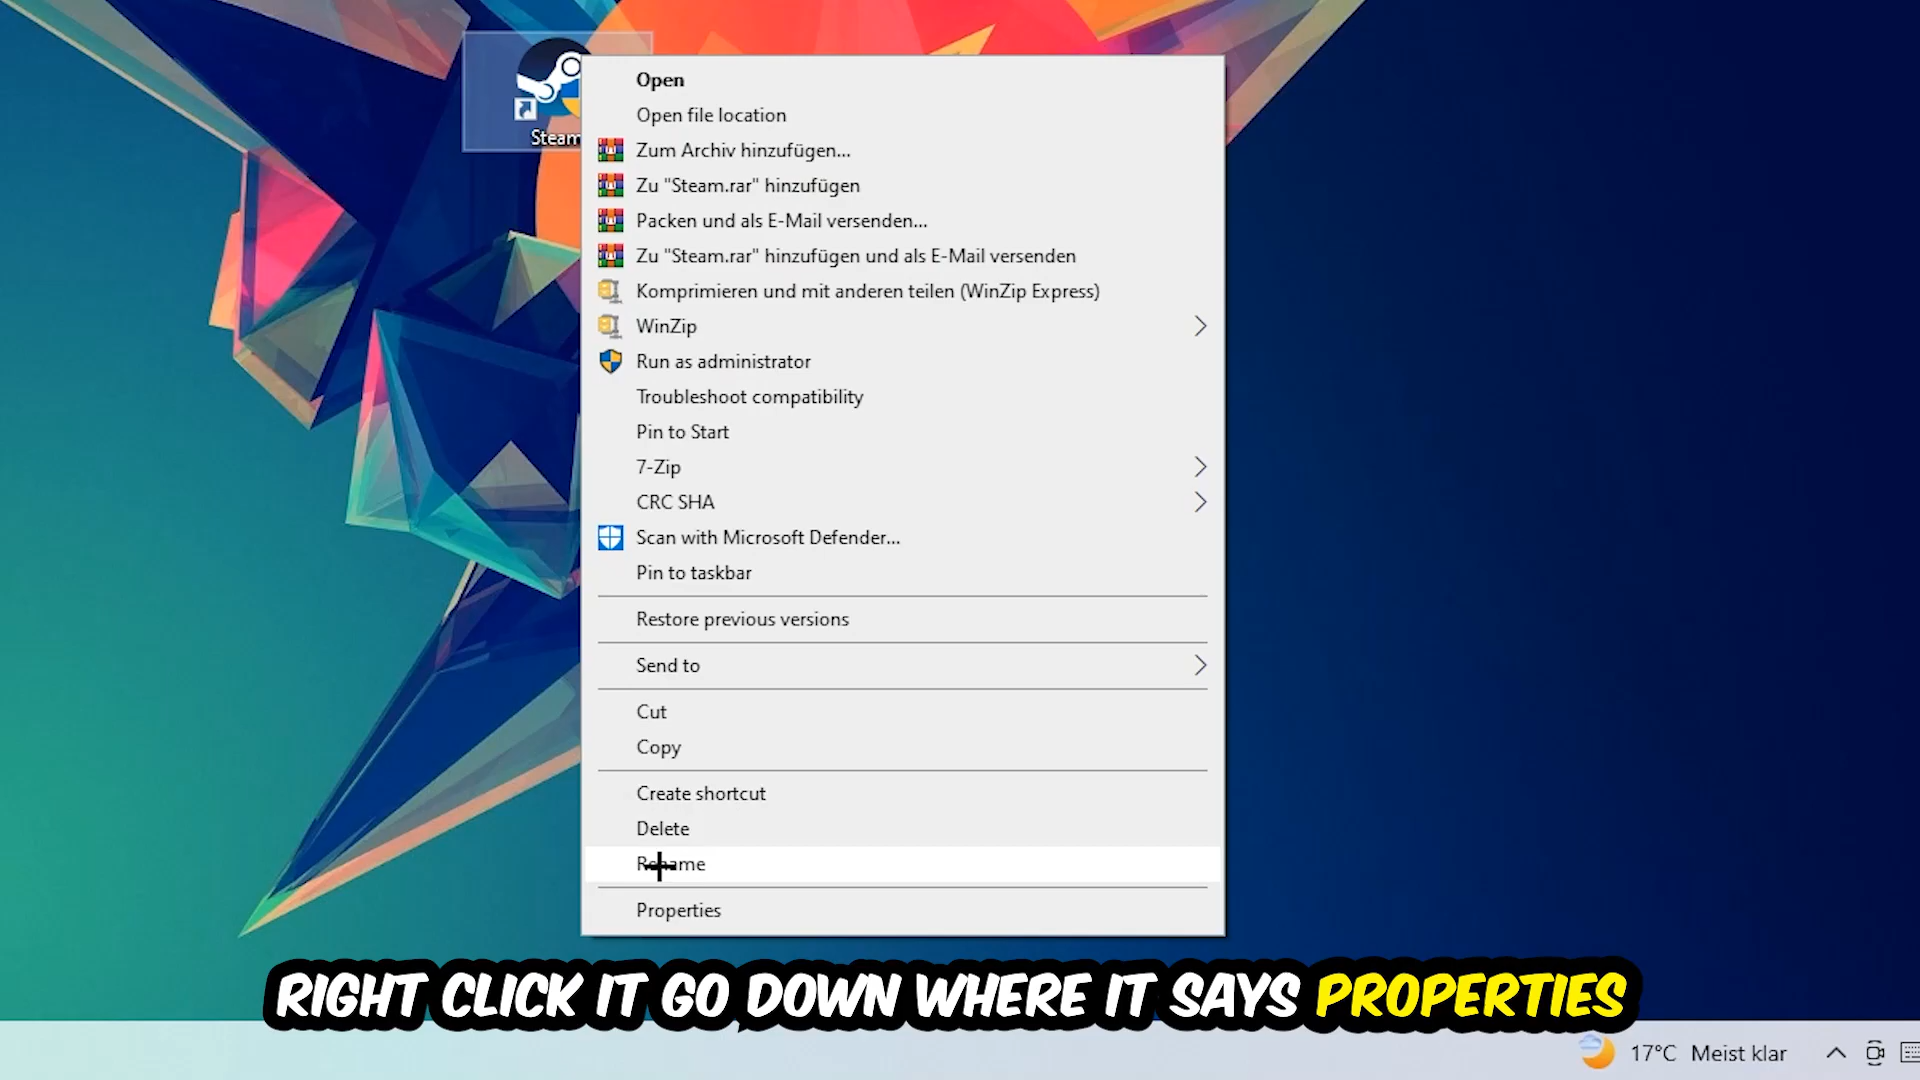 Steam
Open
Open file location
Zum Archiv hinzufügen...
Zu "Steam.rar" hinzufügen
Packen und als E-Mail versenden...
Zu "Steam.rar" hinzufügen und als E-Mail versenden
Komprimieren und mit anderen teilen (WinZip Express)
WinZip
Run as administrator
Troubleshoot compatibility
Pin to Start
7-Zip
CRC SHA
Scan with Microsoft Defender...
Pin to taskbar
Restore previous versions
Send to
Cut
Copy
Create shortcut
Delete
Rename
Properties
RIGHT CLICK IT GO DOWN WHERE IT SAYS PROPERTIES
17°C Meist klar